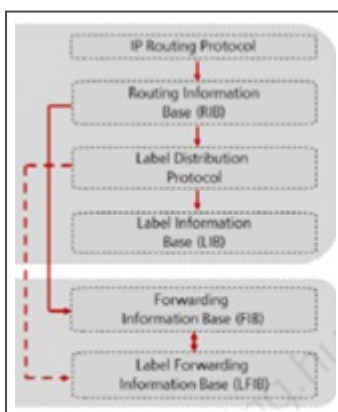 IP Routing Protocol
Routing Information
Base (RIB)
Label Distribution
Protocol
Label Information
Base (LIB)
Forwarding
Information Base (FIB)
Label Forwarding
Information Base (LFIB)